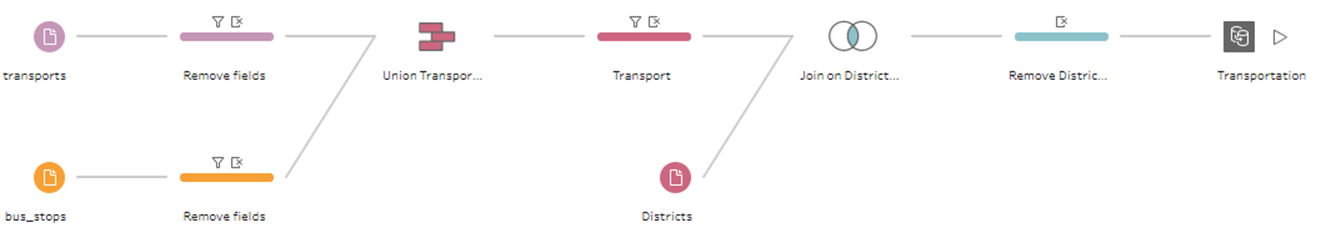 transports
Remove fields
Union Transpor...
Transport
Join on District...
Remove Distric...
Transportation
bus_stops
Remove fields
Districts